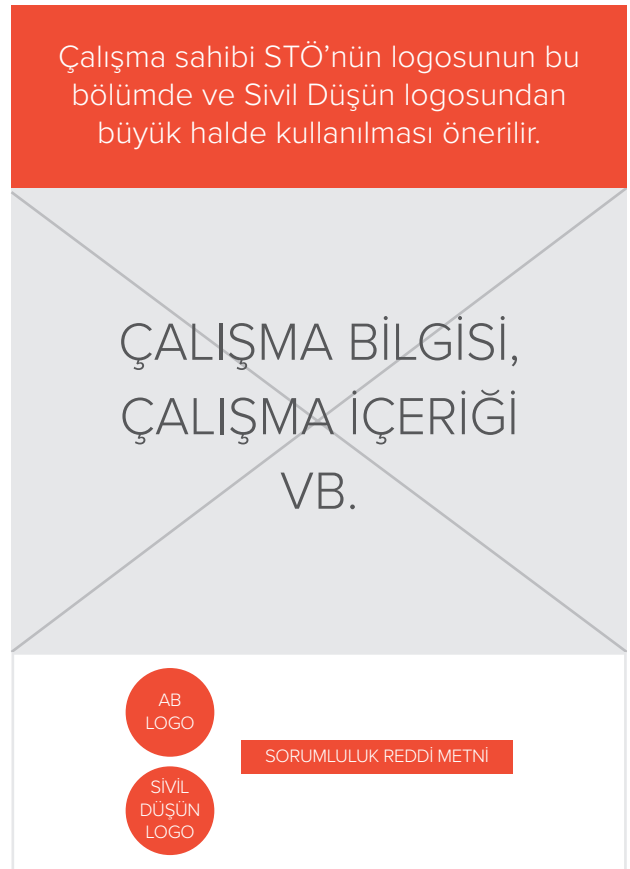 Çalışma sahibi STÖ’nün logosunun bu
bölümde ve Sivil Düşün logosundan
büyük halde kullanılması önerilir.
ÇALIŞMA BİLGİSİ,
ÇALIŞMA İÇERİĞİ
VB.
AB
LOGO
SORUMLULUK REDDİ METNİ
SİVİL
DÜŞÜN
LOGO